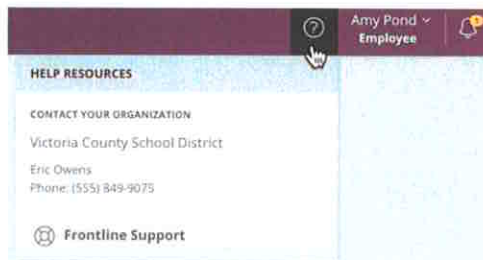 Amy Pond
Employee
1
HELP RESOURCES
CONTACT YOUR ORGANIZATION
Victoria County School District
Eric Owens
Phone: (555) 849-9075
Frontline Support